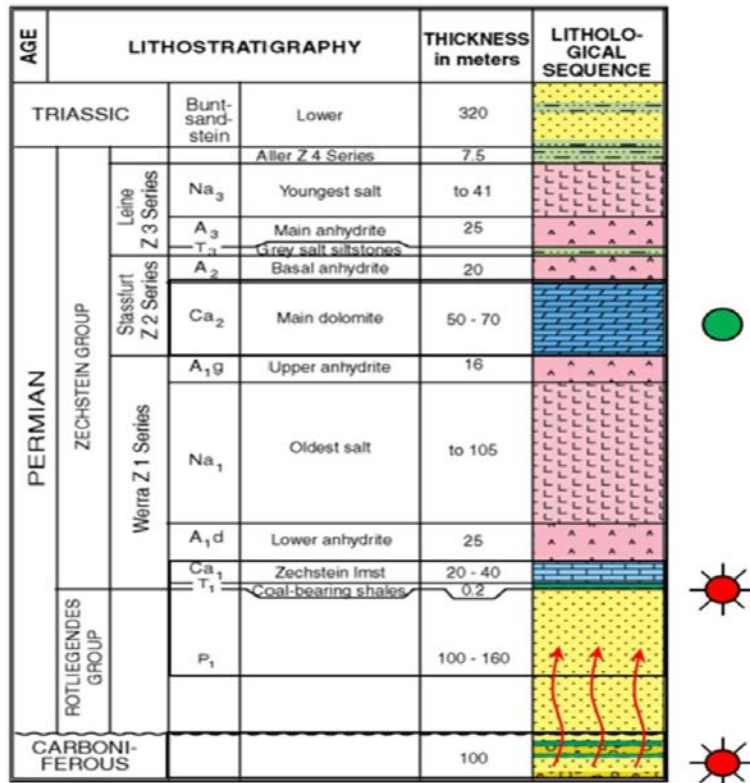 AGE
LITHOSTRATIGRAPHY
THICKNESS
in meters
LITHOLO-
GICAL
SEQUENCE
TRIASSIC
Bunt-
sand-
stein
Lower
320
PERMIAN
ZECHSTEIN GROUP
Aller Z 4 Series
7.5
Leine
Z 3 Series
Na3
Youngest salt
to 41
A3
Main anhydrite
25
T3
Grey salt siltstones
Stassfurt
Z 2 Series
A2
Basal anhydrite
20
Ca2
Main dolomite
50 - 70
Werra Z 1 Series
A1g
Upper anhydrite
16
Na1
Oldest salt
to 105
A1d
Lower anhydrite
25
Ca1
Zechstein lmst
20 - 40
T1
Coal-bearing shales
0.2
ROTLIEGENDES
GROUP
P1
100 - 160
CARBONI-
FEROUS
100